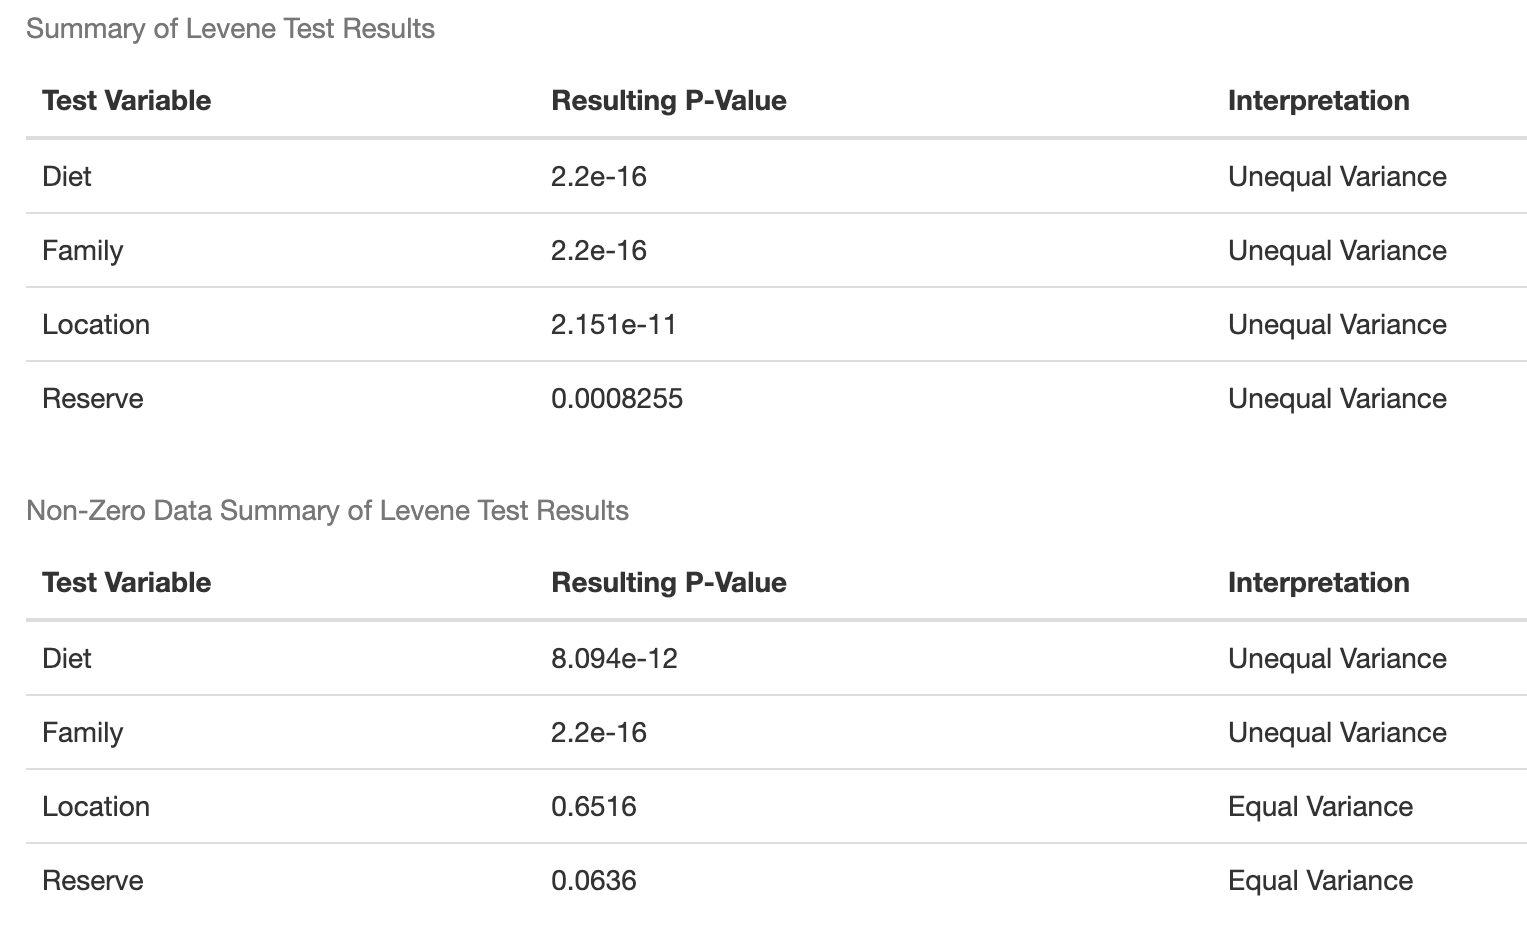 Summary of Levene Test Results
Test Variable Resulting P-Value Interpretation
Diet 2.2e-16 Unequal Variance
Family 2.2e-16 Unequal Variance
Location 2.151e-11 Unequal Variance
Reserve 0.0008255 Unequal Variance
Non-Zero Data Summary of Levene Test Results
Test Variable Resulting P-Value Interpretation
Diet 8.094e-12 Unequal Variance
Family 2.2e-16 Unequal Variance
Location 0.6516 Equal Variance
Reserve 0.0636 Equal Variance